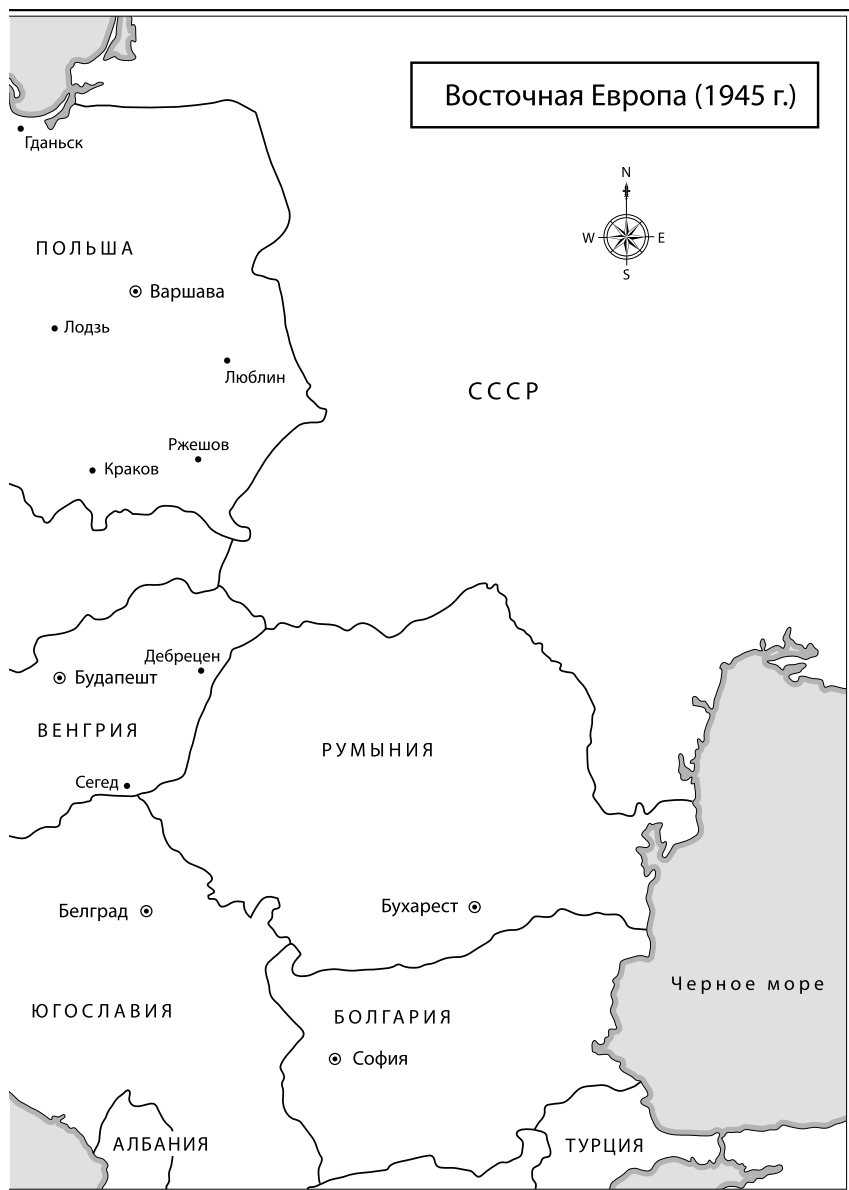 Восточная Европа (1945 г.)
Гданьск
N
W E
S
ПОЛЬША
Варшава
Лодзь
Люблин
СССР
Ржешов
Краков
Дебрецен
Будапешт
ВЕНГРИЯ
РУМЫНИЯ
Сегед
Бухарест
Белград
Черное море
ЮГОСЛАВИЯ
БОЛГАРИЯ
София
АЛБАНИЯ
ТУРЦИЯ